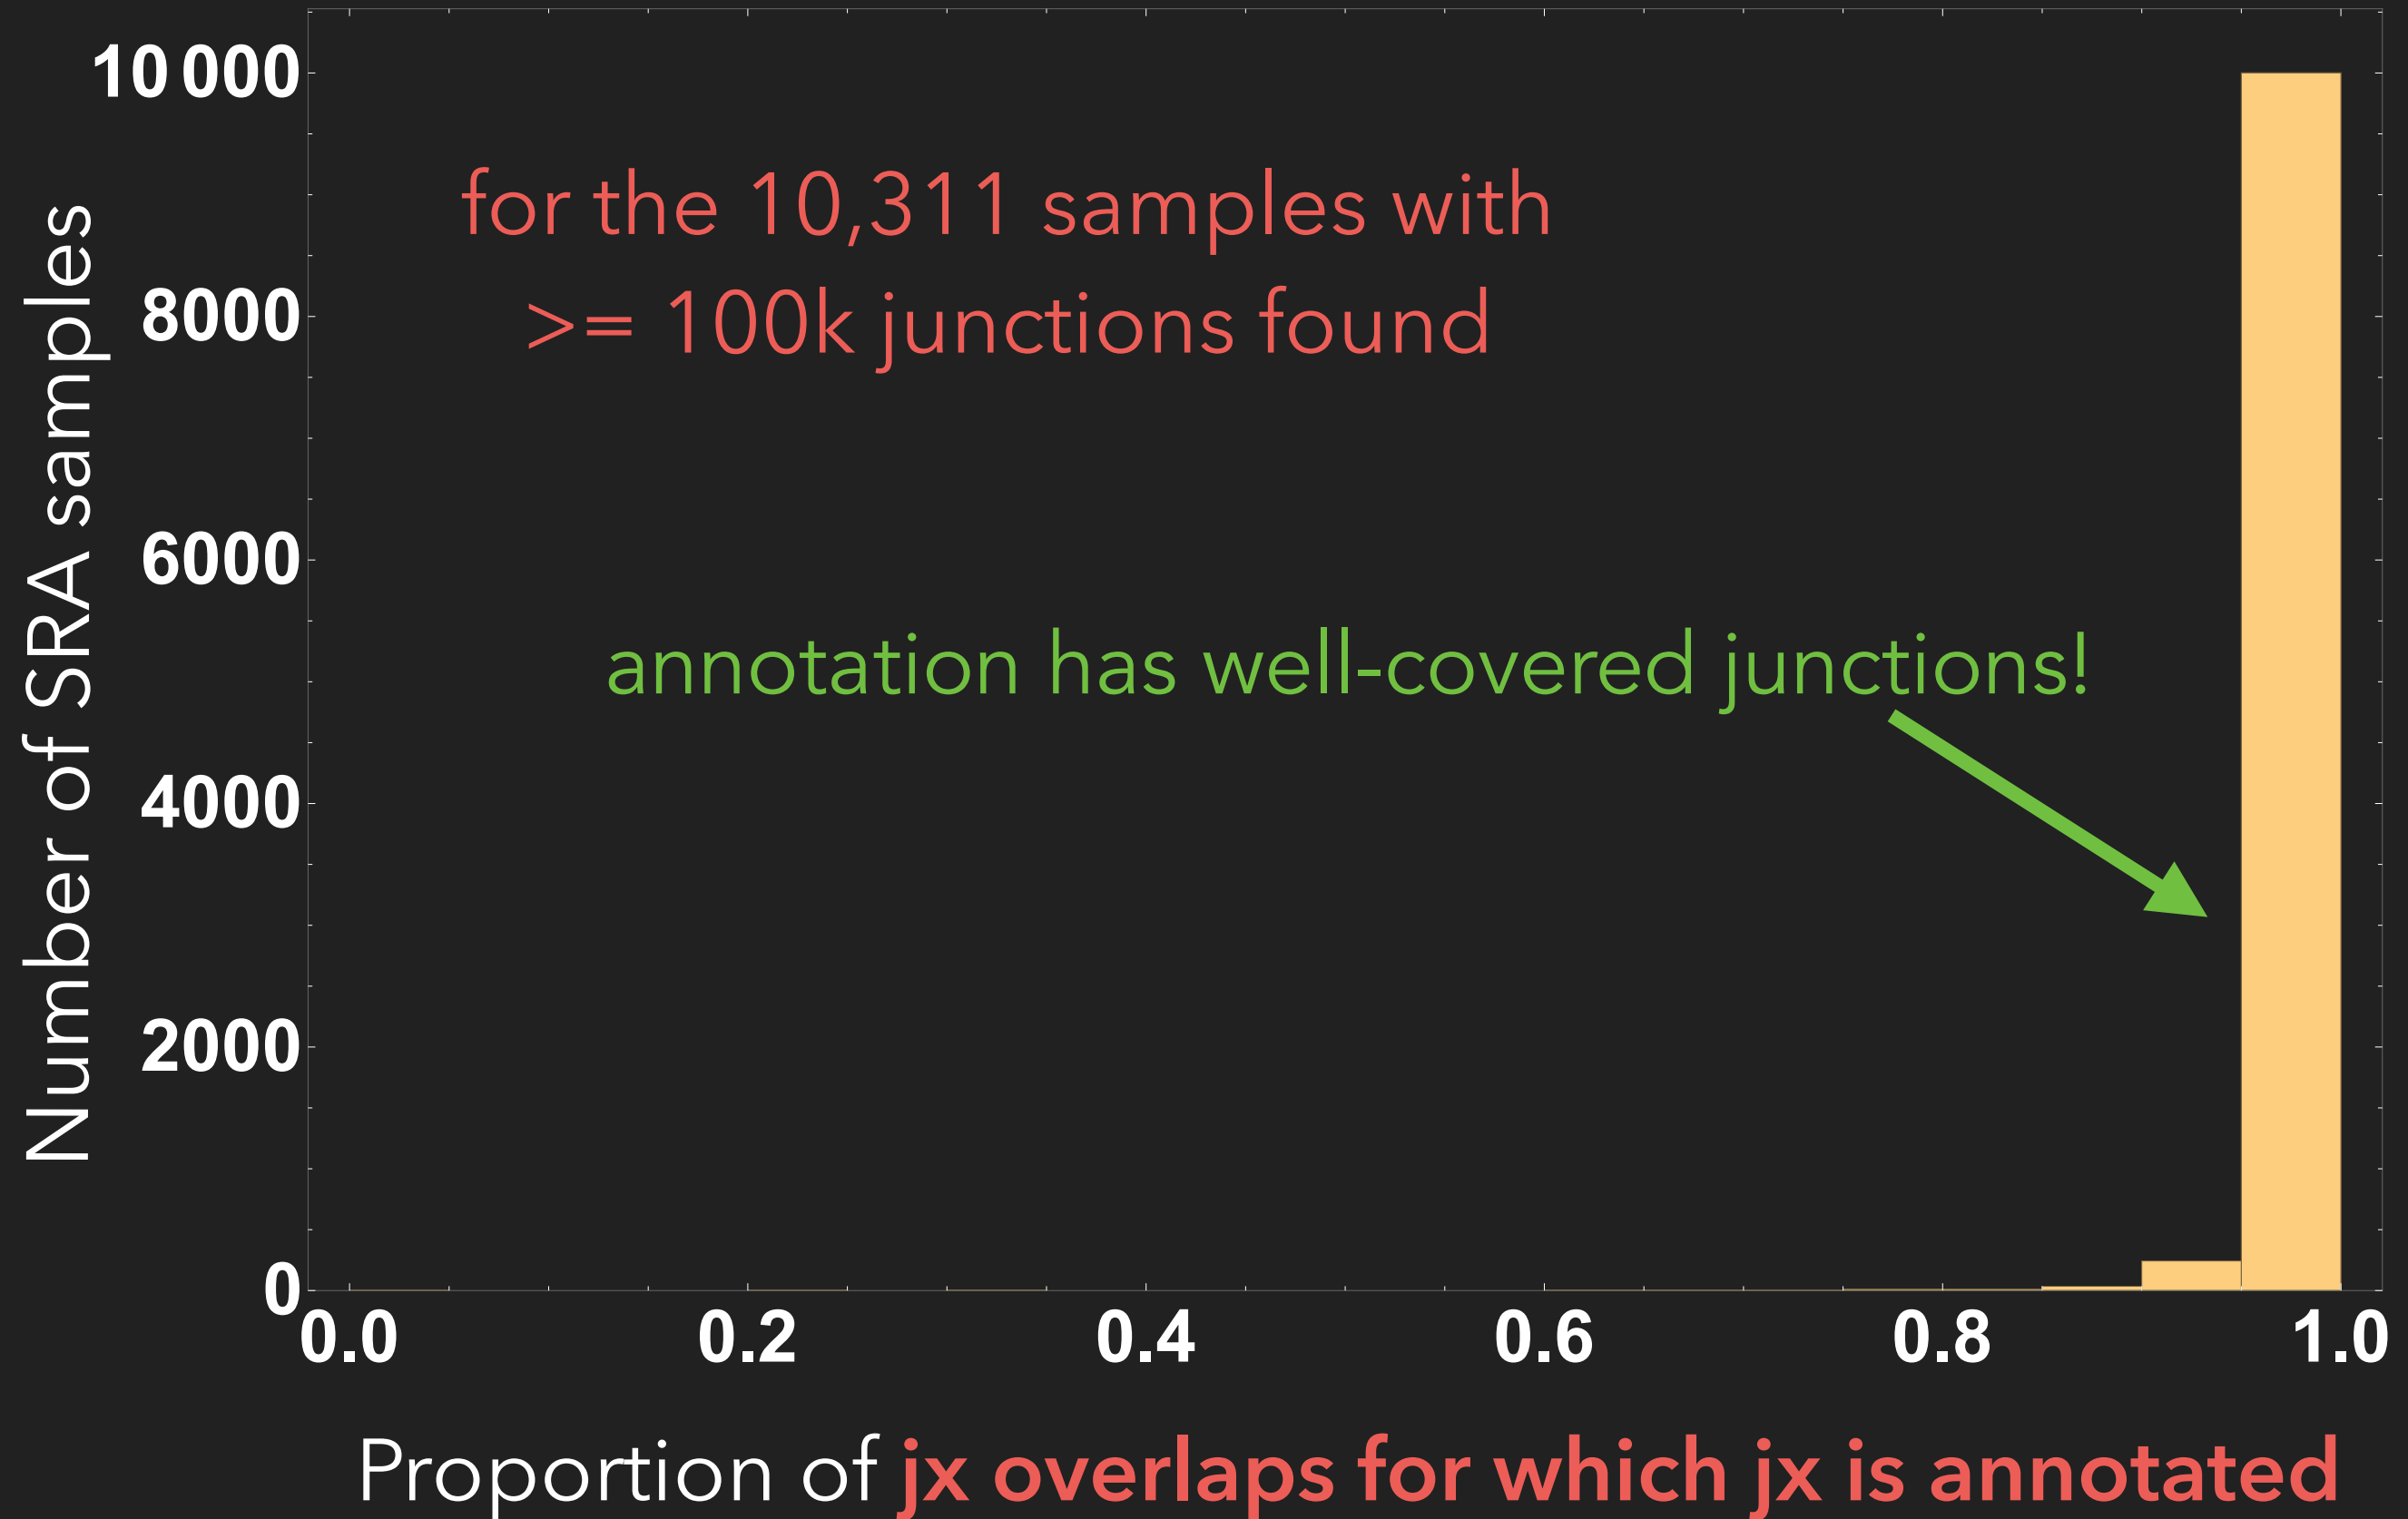 10 000
for the 10,311 samples with
>= 100k junctions found
8000
6000
annotation has well-covered junctions!
4000
2000
0
Number of SRA samples
0.0 0.2 0.4 0.6 0.8 1.0
Proportion of jx overlaps for which jx is annotated